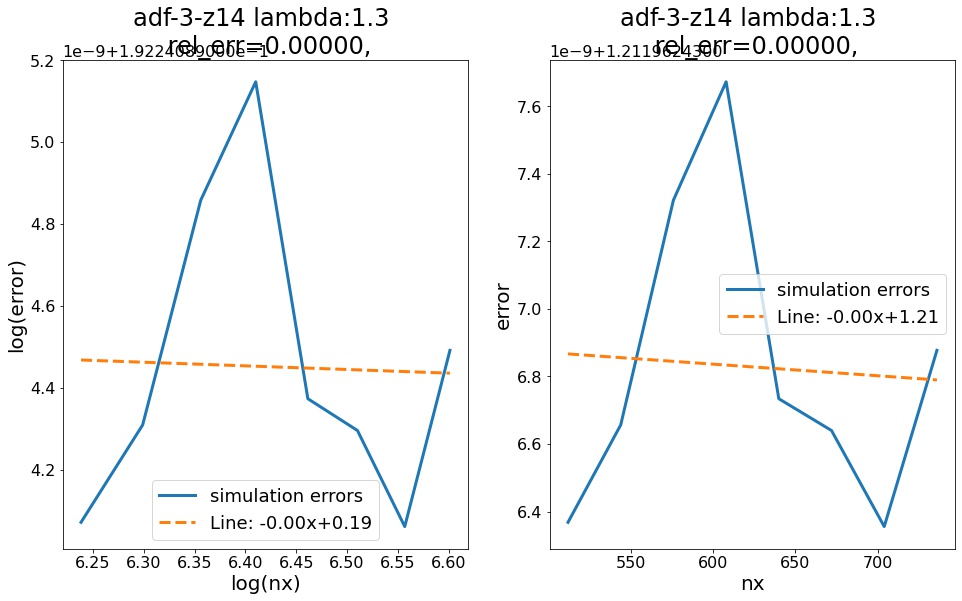 adf-3-z14 lambda:1.3
rel_err=0.00000,
1e−9+1.9224089000e−1
5.2
5.0
4.8
4.6
4.4
4.2
log(error)
simulation errors
Line: -0.00x+0.19
6.25 6.30 6.35 6.40 6.45 6.50 6.55 6.60
log(nx)
adf-3-z14 lambda:1.3
rel_err=0.00000,
1e−9+1.2119624300
7.6
7.4
7.2
7.0
6.8
6.6
6.4
error
simulation errors
Line: -0.00x+1.21
550 600 650 700
nx